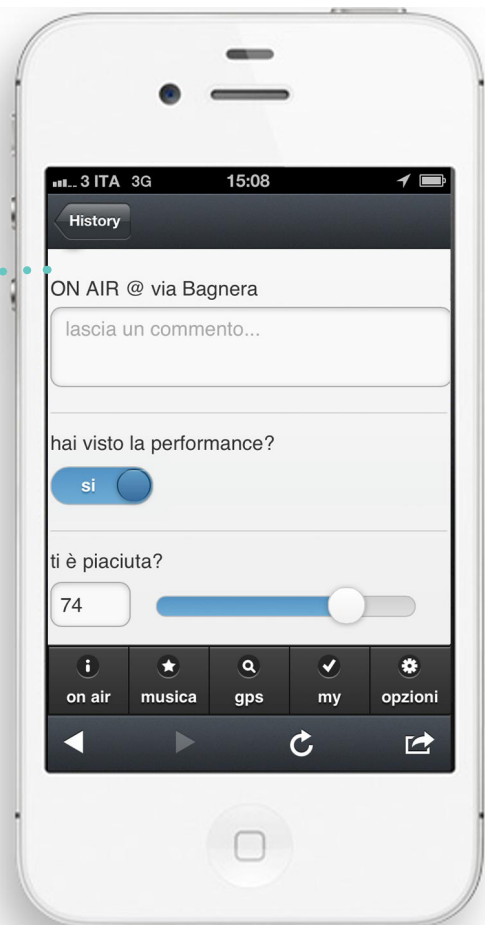 3 ITA 3G 15:08
History
ON AIR @ via Bagnera
lascia un commento...
hai visto la performance?
si
ti è piaciuta?
74
on air musica gps my opzioni